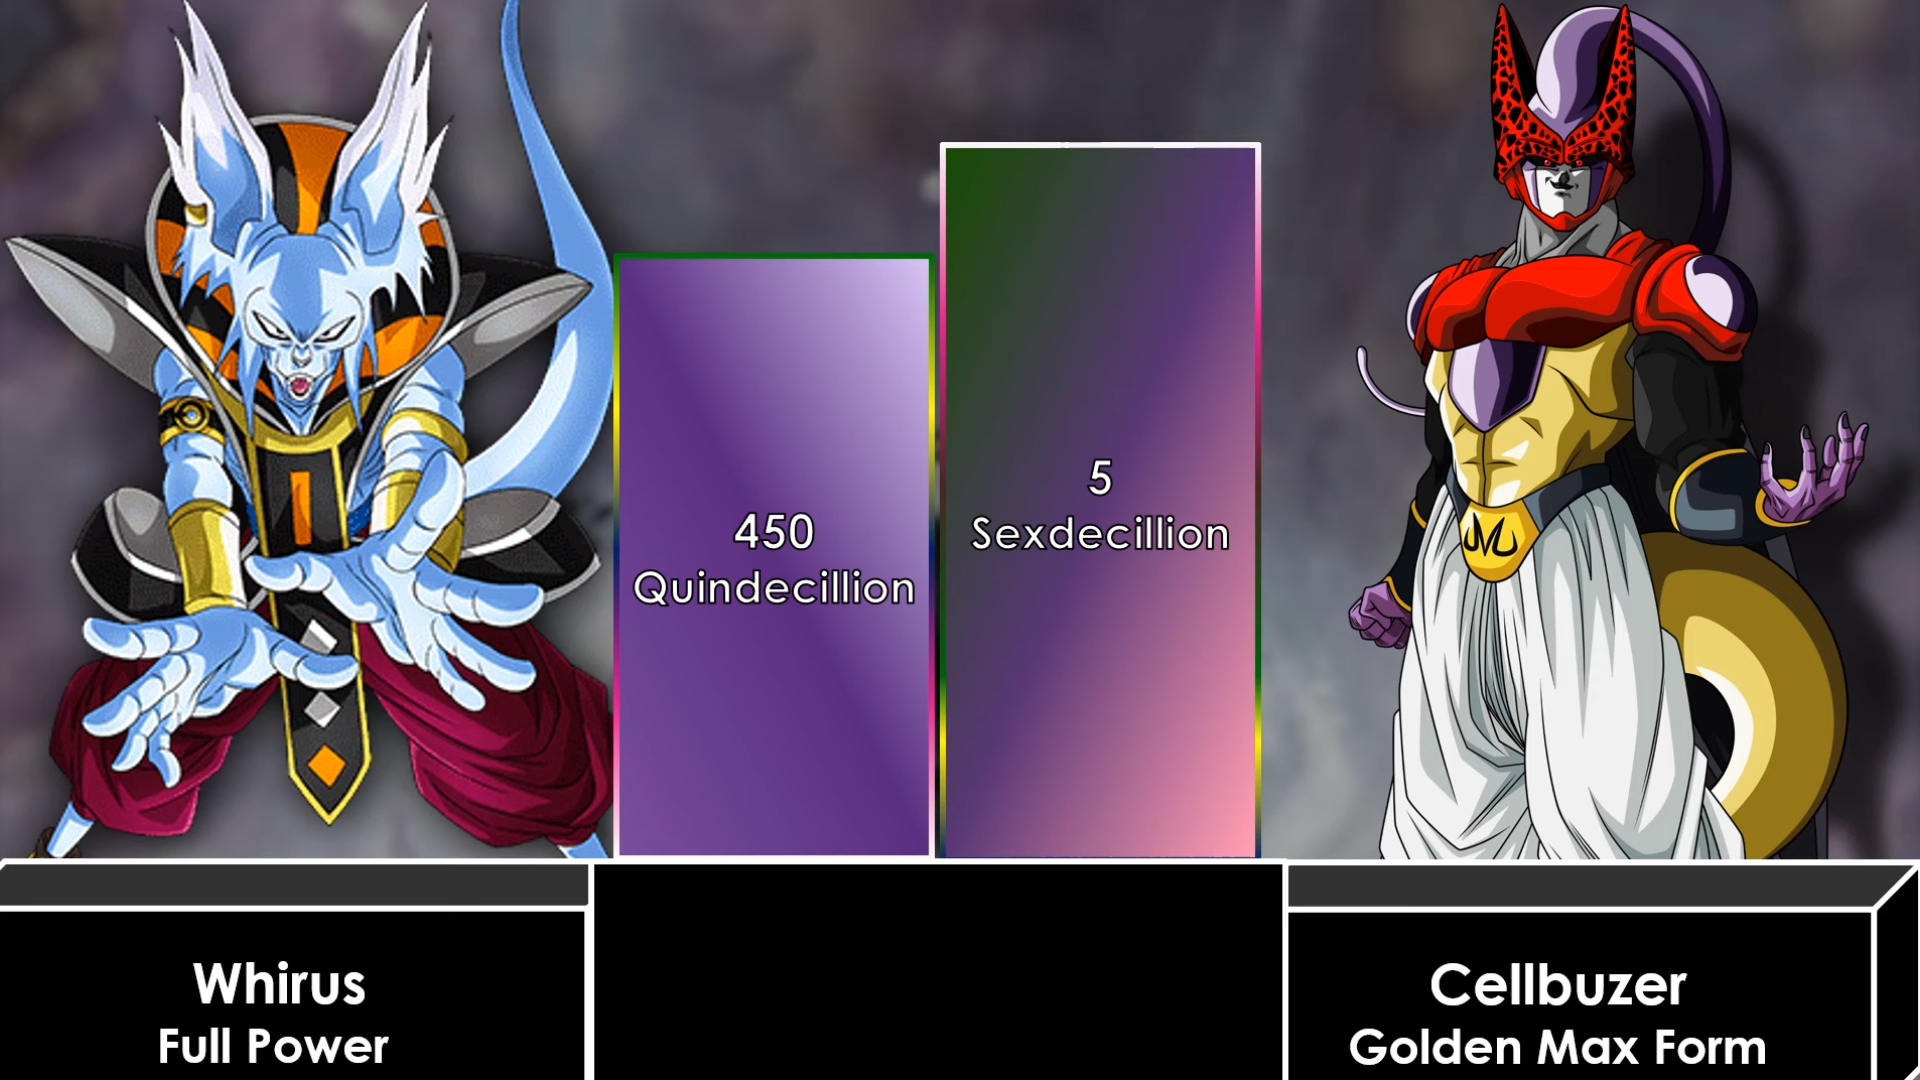 450
Quindecillion
5
Sexdecillion
Whirus
Full Power
Cellbuzer
Golden Max Form